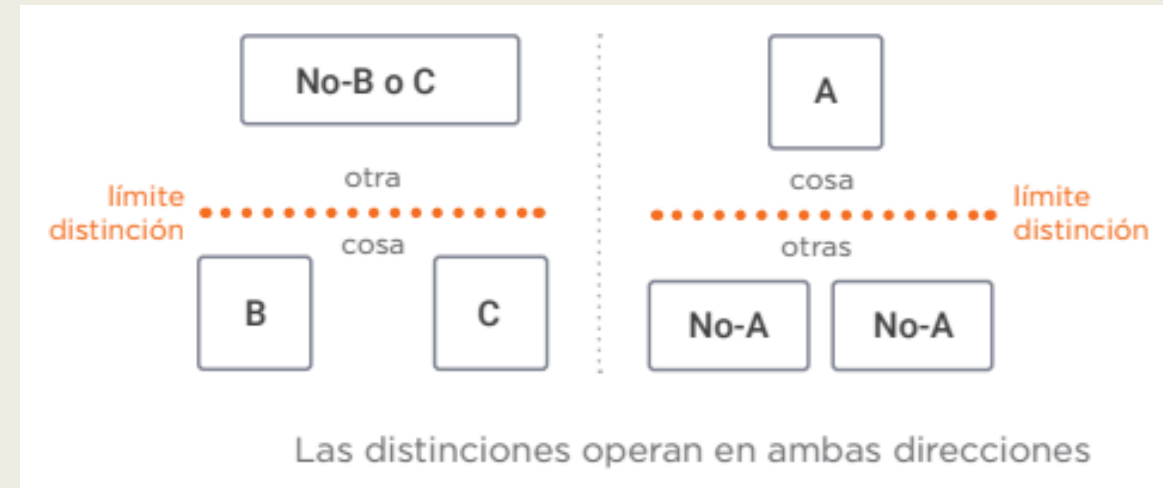 No-B o C
otra
límite
distinción
cosa
B
C
A
cosa
límite
distinción
otras
No-A
No-A
Las distinciones operan en ambas direcciones